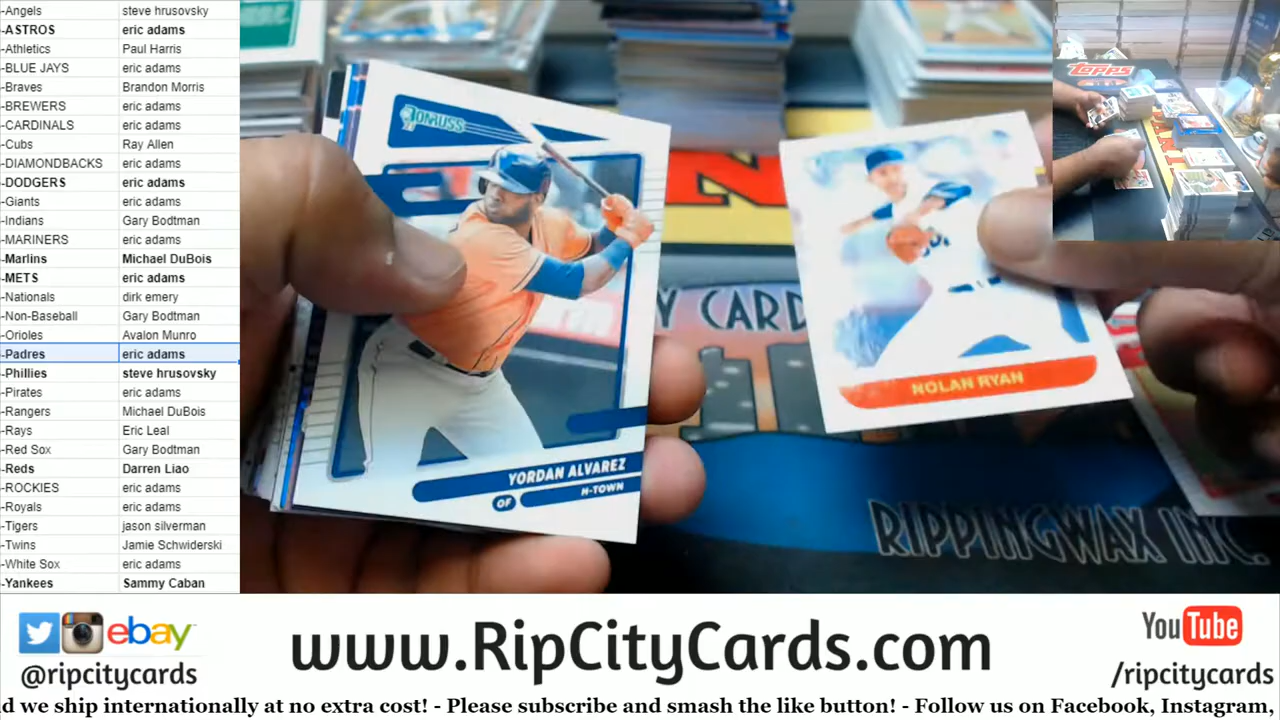 -Angels steve hrusovsky
-ASTROS eric adams
-Athletics Paul Harris
-BLUE JAYS eric adams
-Braves Brandon Morris
-BREWERS eric adams
-CARDINALS eric adams
-Cubs Ray Allen
-DIAMONDBACKS eric adams
-DODGERS eric adams
-Giants eric adams
-Indians Gary Bodtman
-MARINERS eric adams
-Marlins Michael DuBois
-METS eric adams
-Nationals dirk emery
-Non-Baseball Gary Bodtman
-Orioles Avalon Munro
-Padres eric adams
-Phillies steve hrusovsky
-Pirates eric adams
-Rangers Michael DuBois
-Rays Eric Leal
-Red Sox Gary Bodtman
-Reds Darren Liao
-ROCKIES eric adams
-Royals eric adams
-Tigers jason silverman
-Twins Jamie Schwiderski
-White Sox eric adams
-Yankees Sammy Caban
DONRUSS
YORDAN ALVAREZ
OF H-TOWN
NOLAN RYAN
Topps
Y CARD
RIPPINGWAX INC.
ebay
@ripcitycards
www.RipCityCards.com
YouTube
/ripcitycards
d we ship internationally at no extra cost! - Please subscribe and smash the like button! - Follow us on Facebook, Instagram,